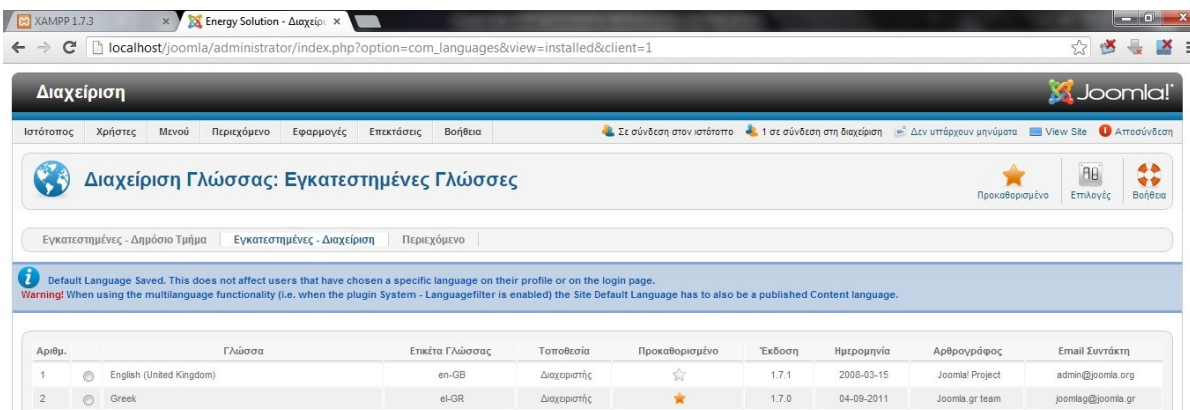 XAMPP 1.7.3 Energy Solution - Διαχείρι
localhost/joomla/administrator/index.php?option=com_languages&view=installed&client=1
Διαχείριση Joomla!
Ιστότοπος Χρήστες Μενού Περιεχόμενο Εφαρμογές Επεκτάσεις Βοήθεια Σε σύνδεση στον ιστότοπο 1 σε σύνδεση στη διαχείριση Δεν υπάρχουν μηνύματα View Site Αποσύνδεση
Διαχείριση Γλώσσας: Εγκατεστημένες Γλώσσες
Προκαθορισμένο Επιλογές Βοήθεια
Εγκατεστημένες - Δημόσιο Τμήμα Εγκατεστημένες - Διαχείριση Περιεχόμενο
Default Language Saved. This does not affect users that have chosen a specific language on their profile or on the login page.
Warning! When using the multilanguage functionality (i.e. when the plugin System - Languagefilter is enabled) the Site Default Language has to also be a published Content language.
Αριθμ. Γλώσσα Ετικέτα Γλώσσας Τοποθεσία Προκαθορισμένο Έκδοση Ημερομηνία Αρθρογράφος Email Συντάκτη
1 English (United Kingdom) en-GB Διαχειριστής 1.7.1 2008-03-15 Joomla! Project admin@joomla.org
2 Greek el-GR Διαχειριστής 1.7.0 04-09-2011 Joomla.gr team joomlag@joomla.gr